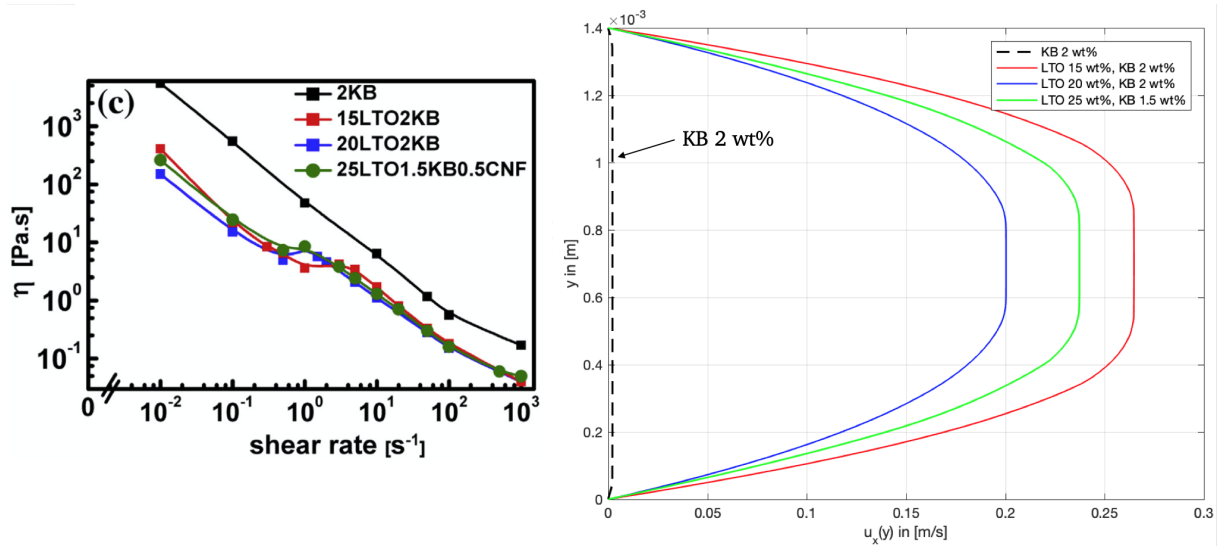 (c)
2KB
15LTO2KB
20LTO2KB
25LTO1.5KB0.5CNF
η [Pa.s]
10³
10²
10¹
10⁰
10⁻¹
0
10⁻²
10⁻¹
10⁰
10¹
10²
10³
shear rate [s⁻¹]
×10⁻³
1.4
1.2
1
0.8
0.6
0.4
0.2
0
y in [m]
KB 2 wt%
LTO 15 wt%, KB 2 wt%
LTO 20 wt%, KB 2 wt%
LTO 25 wt%, KB 1.5 wt%
KB 2 wt%
0
0.05
0.1
0.15
0.2
0.25
0.3
uₓ(y) in [m/s]